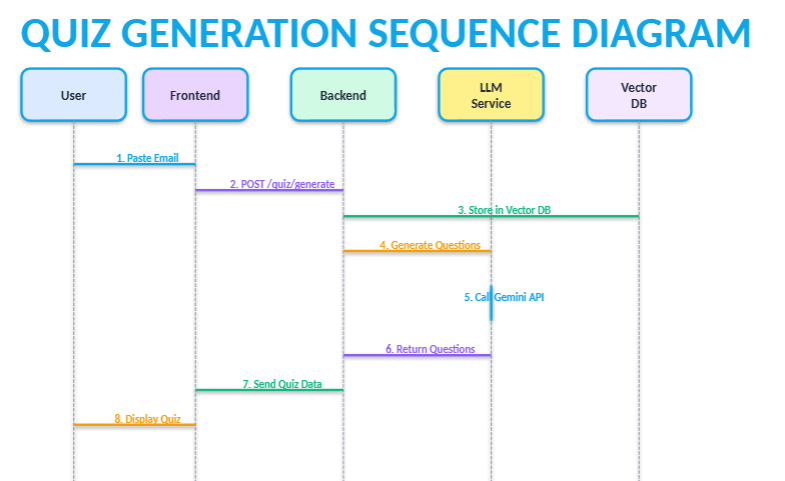 QUIZ GENERATION SEQUENCE DIAGRAM
User
Frontend
Backend
LLM
Service
Vector
DB
1. Paste Email
2. POST /quiz/generate
3. Store in Vector DB
4. Generate Questions
5. Call Gemini API
6. Return Questions
7. Send Quiz Data
8. Display Quiz